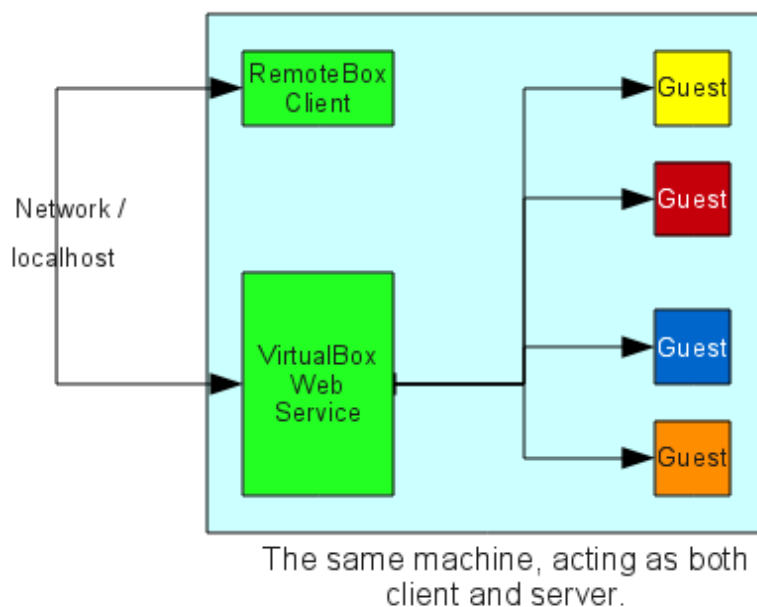 RemoteBox
Client
Guest
Guest
Network /
localhost
VirtualBox
Web
Service
Guest
Guest
The same machine, acting as both
client and server.